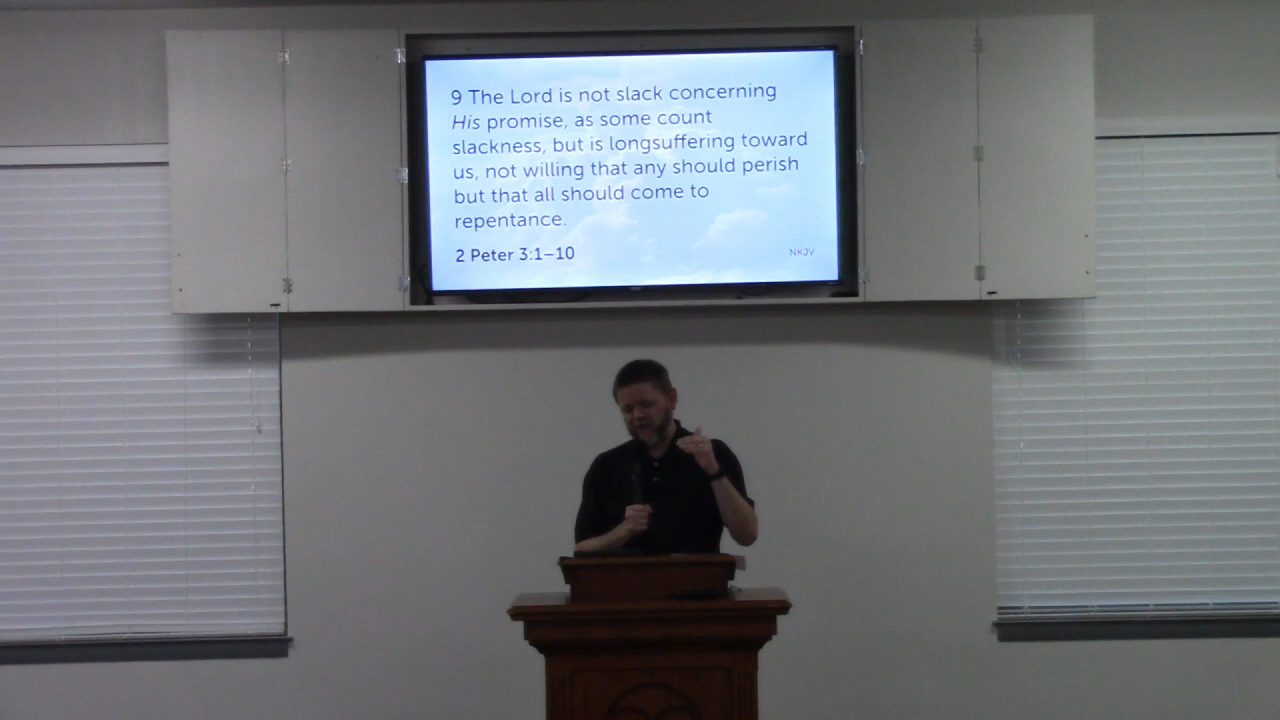 9 The Lord is not slack concerning
His promise, as some count
slackness, but is longsuffering toward
us, not willing that any should perish
but that all should come to
repentance.
2 Peter 3:1–10
NKJV